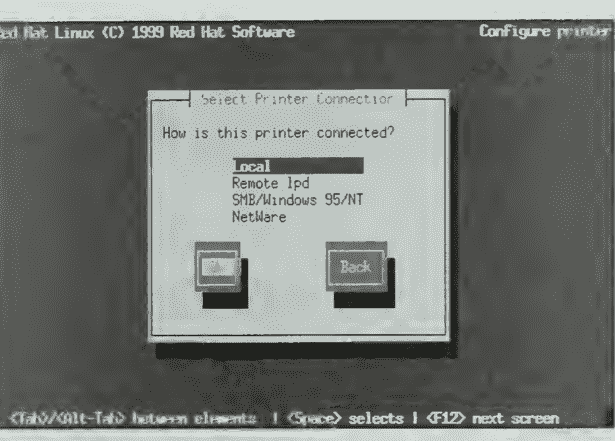 ed Hat Linux (C) 1999 Red Hat Software
Configure printer
Select Printer Connection
How is this printer connected?
Local
Remote lpd
SMB/Windows 95/NT
NetWare
Ok
Back
<Tab>/<Alt-Tab> between elements | <Space> selects | <F12> next screen